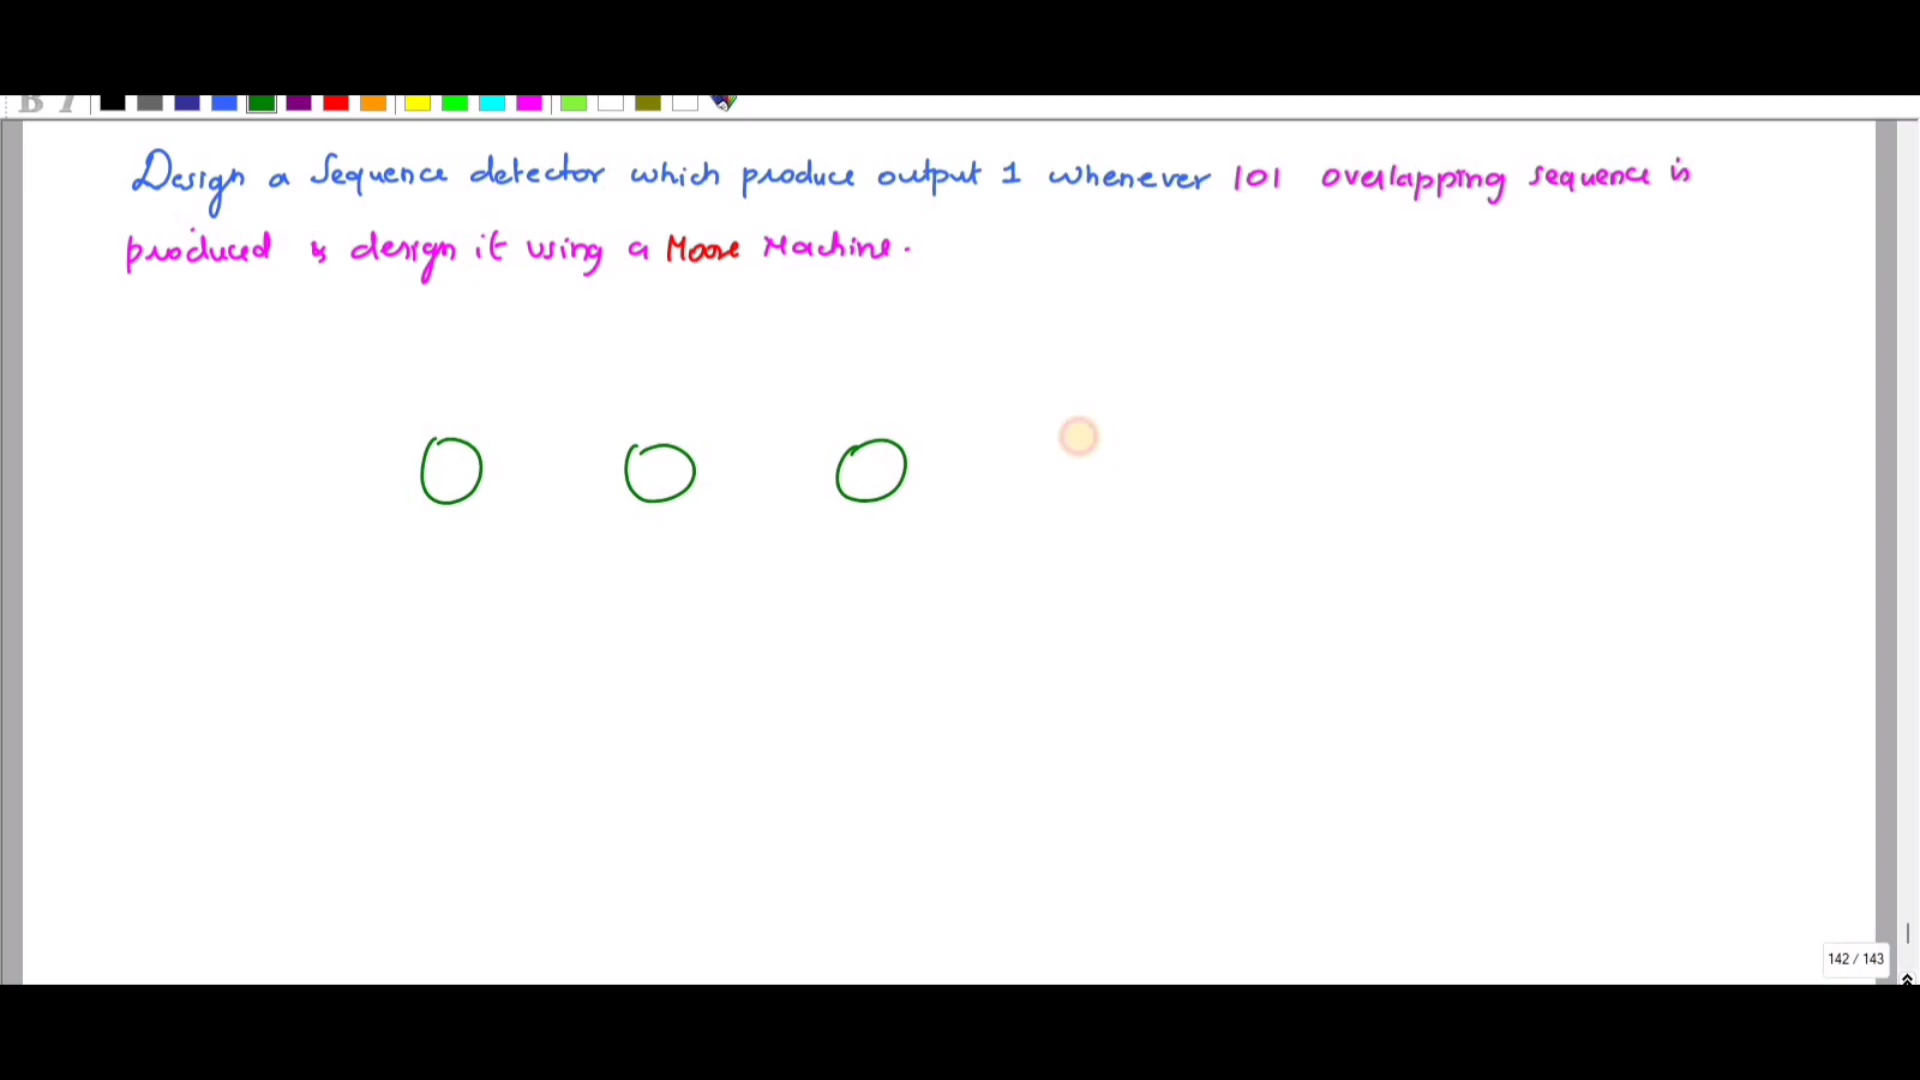 B I
Design a Sequence detector which produce output 1 whenever 101 overlapping sequence is
produced & design it using a Moore Machine.
142 / 143